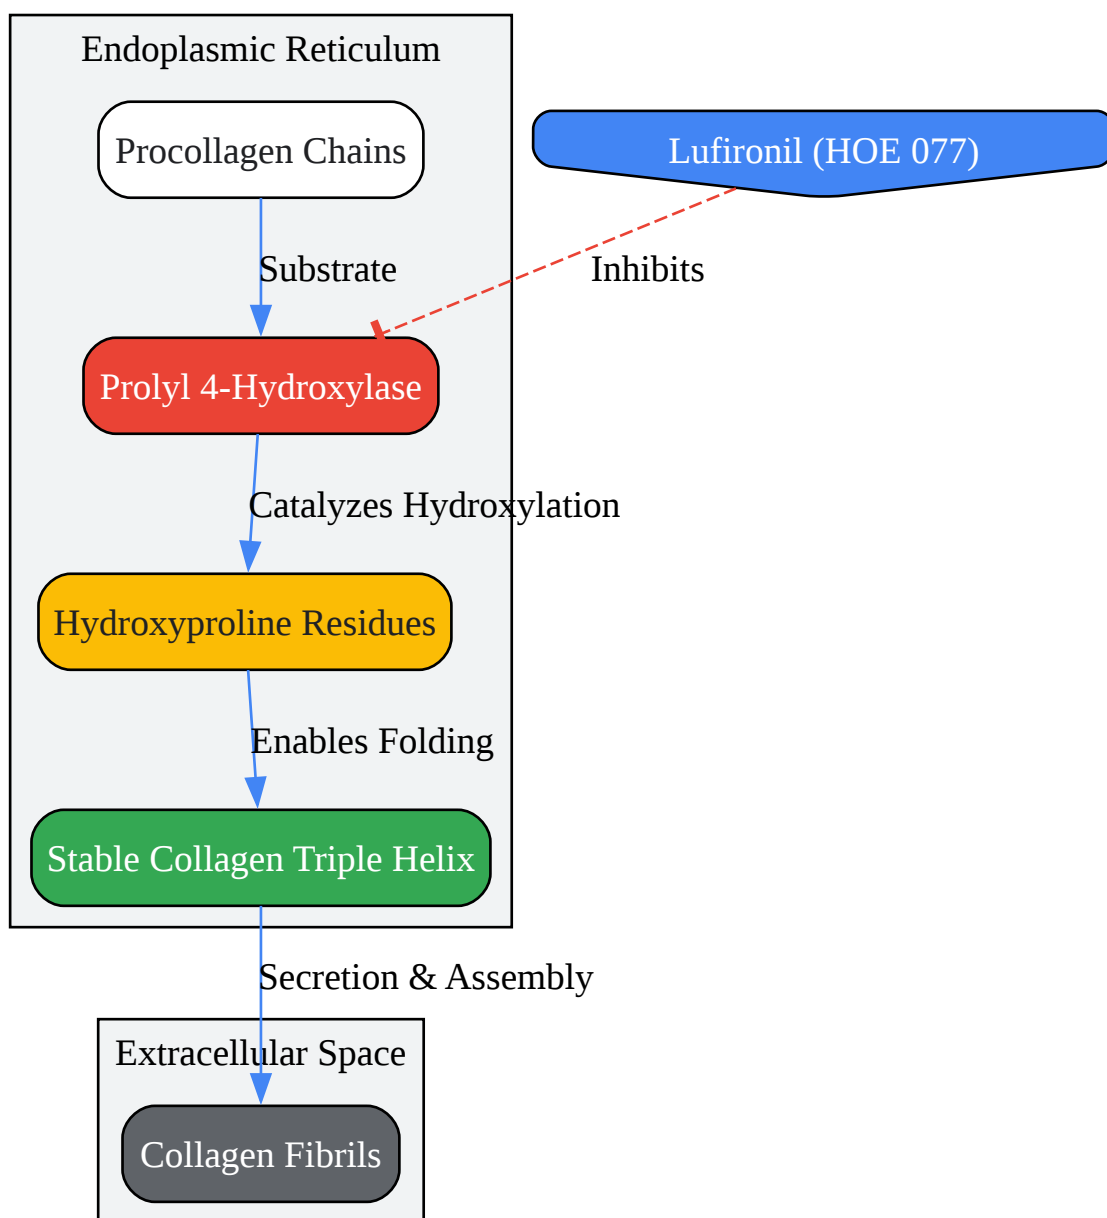 Endoplasmic Reticulum
Procollagen Chains
Lufironil (HOE 077)
Substrate
Inhibits
Prolyl 4-Hydroxylase
Catalyzes Hydroxylation
Hydroxyproline Residues
Enables Folding
Stable Collagen Triple Helix
Secretion & Assembly
Extracellular Space
Collagen Fibrils